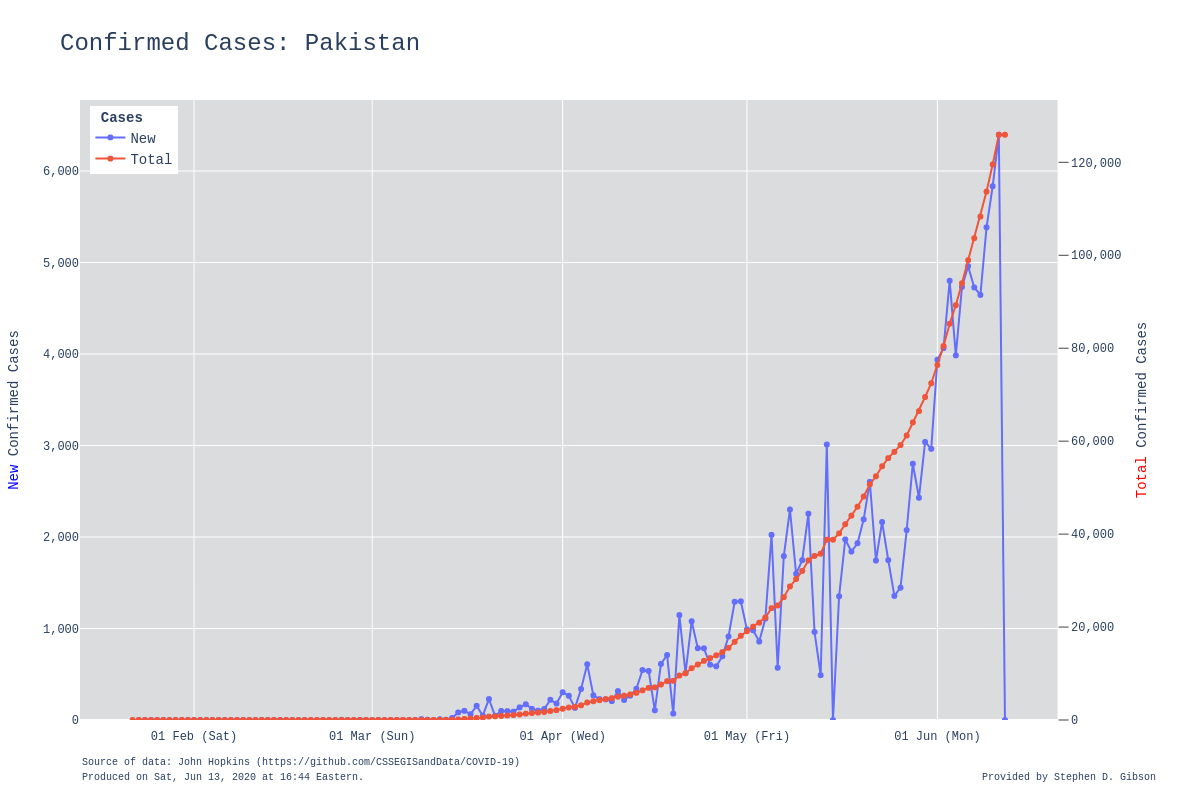 Confirmed Cases: Pakistan
Cases
New
Total
6,000
5,000
4,000
3,000
2,000
1,000
0
120,000
100,000
80,000
60,000
40,000
20,000
0
New Confirmed Cases
Total Confirmed Cases
01 Feb (Sat)
01 Mar (Sun)
01 Apr (Wed)
01 May (Fri)
01 Jun (Mon)
Source of data: John Hopkins (https://github.com/CSSEGISandData/COVID-19)
Produced on Sat, Jun 13, 2020 at 16:44 Eastern.
Provided by Stephen D. Gibson